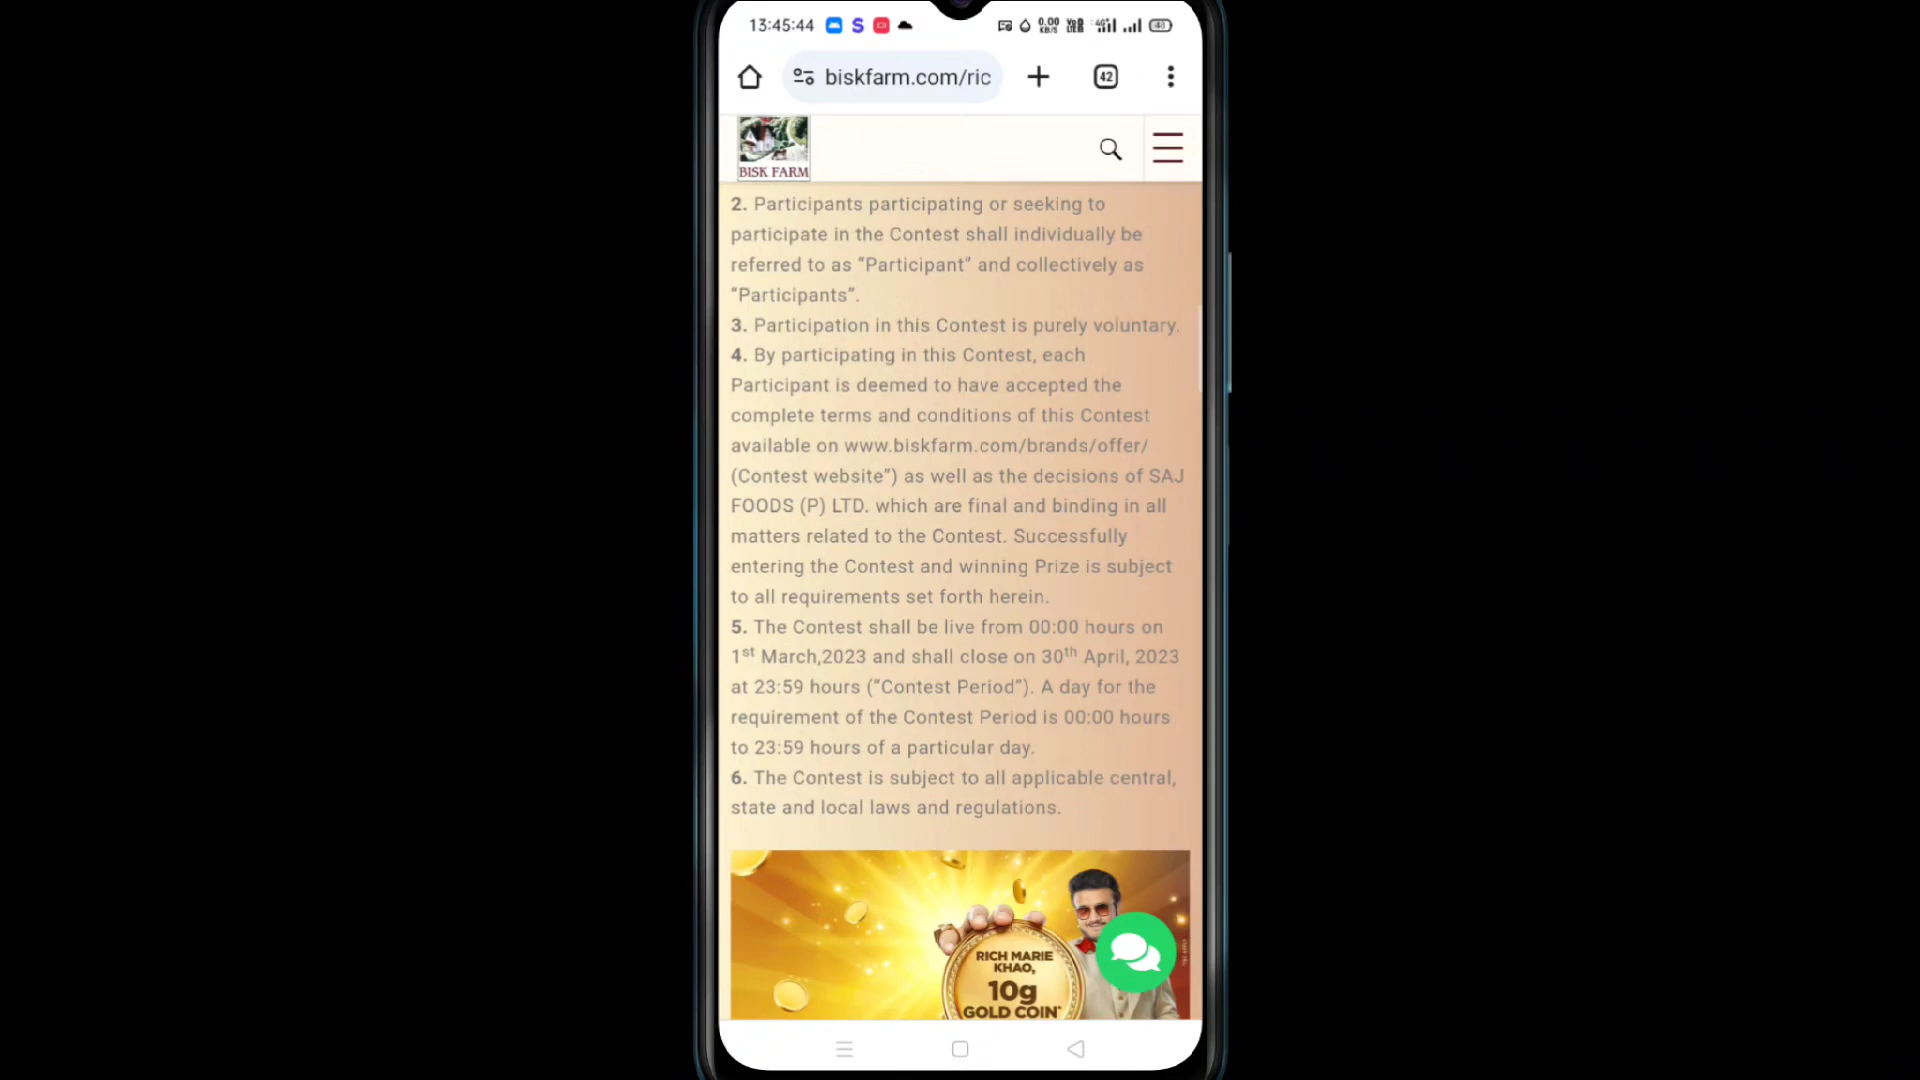 13:45:44
0.00 KB/S
4G
43
biskfarm.com/ric
42
BISK FARM
2. Participants participating or seeking to
participate in the Contest shall individually be
referred to as “Participant” and collectively as
“Participants”.
3. Participation in this Contest is purely voluntary.
4. By participating in this Contest, each
Participant is deemed to have accepted the
complete terms and conditions of this Contest
available on www.biskfarm.com/brands/offer/
(Contest website”) as well as the decisions of SAJ
FOODS (P) LTD. which are final and binding in all
matters related to the Contest. Successfully
entering the Contest and winning Prize is subject
to all requirements set forth herein.
5. The Contest shall be live from 00:00 hours on
1st March,2023 and shall close on 30th April, 2023
at 23:59 hours (“Contest Period”). A day for the
requirement of the Contest Period is 00:00 hours
to 23:59 hours of a particular day.
6. The Contest is subject to all applicable central,
state and local laws and regulations.
RICH MARIE
KHAO,
10g
GOLD COIN*